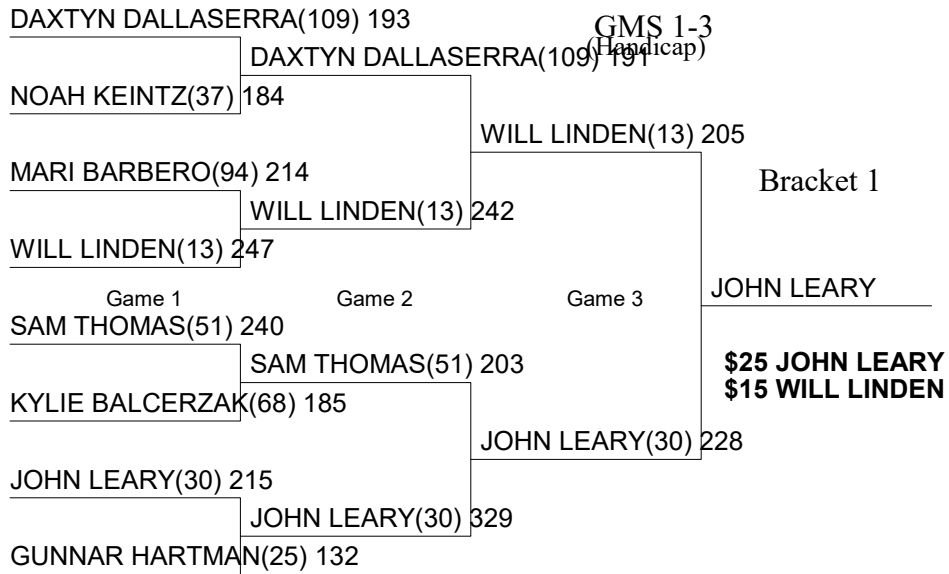 DAXTYN DALLASERRA(109) 193
GMS 1-3
(Handicap)
DAXTYN DALLASERRA(109) 191
NOAH KEINTZ(37) 184
WILL LINDEN(13) 205
MARI BARBERO(94) 214
Bracket 1
WILL LINDEN(13) 242
WILL LINDEN(13) 247
Game 1
Game 2
Game 3
JOHN LEARY
SAM THOMAS(51) 240
SAM THOMAS(51) 203
$25 JOHN LEARY
$15 WILL LINDEN
KYLIE BALCERZAK(68) 185
JOHN LEARY(30) 228
JOHN LEARY(30) 215
JOHN LEARY(30) 329
GUNNAR HARTMAN(25) 132